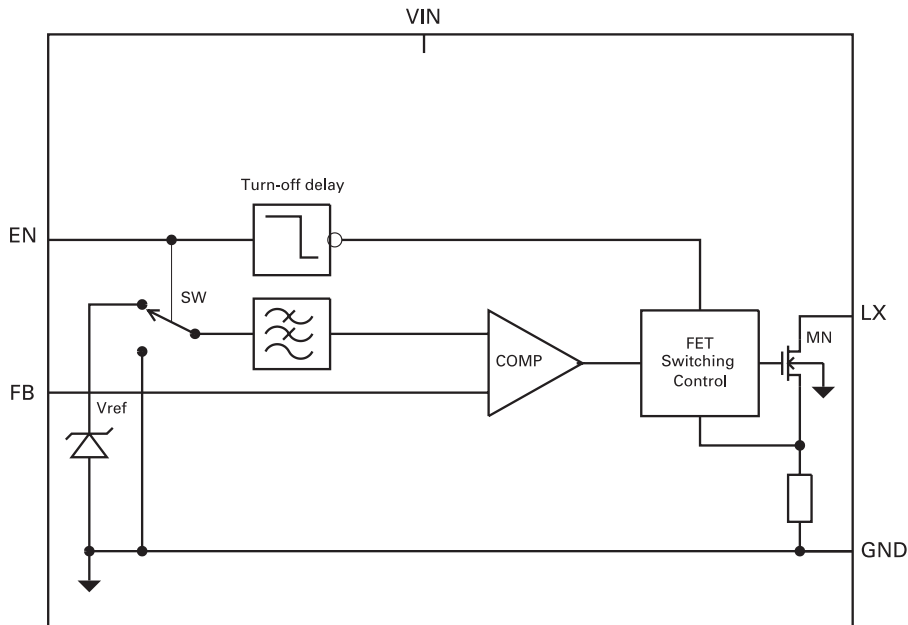 VIN
Turn-off delay
EN
SW
LX
MN
COMP
FET
Switching
Control
FB
Vref
GND